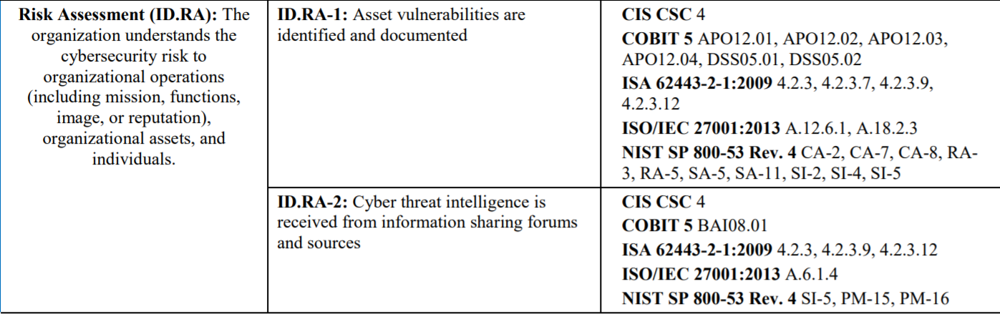 Risk Assessment (ID.RA): The
organization understands the
cybersecurity risk to
organizational operations
(including mission, functions,
image, or reputation),
organizational assets, and
individuals.
ID.RA-1: Asset vulnerabilities are
identified and documented
CIS CSC 4
COBIT 5 APO12.01, APO12.02, APO12.03,
APO12.04, DSS05.01, DSS05.02
ISA 62443-2-1:2009 4.2.3, 4.2.3.7, 4.2.3.9,
4.2.3.12
ISO/IEC 27001:2013 A.12.6.1, A.18.2.3
NIST SP 800-53 Rev. 4 CA-2, CA-7, CA-8, RA-
3, RA-5, SA-5, SA-11, SI-2, SI-4, SI-5
ID.RA-2: Cyber threat intelligence is
received from information sharing forums
and sources
CIS CSC 4
COBIT 5 BAI08.01
ISA 62443-2-1:2009 4.2.3, 4.2.3.9, 4.2.3.12
ISO/IEC 27001:2013 A.6.1.4
NIST SP 800-53 Rev. 4 SI-5, PM-15, PM-16